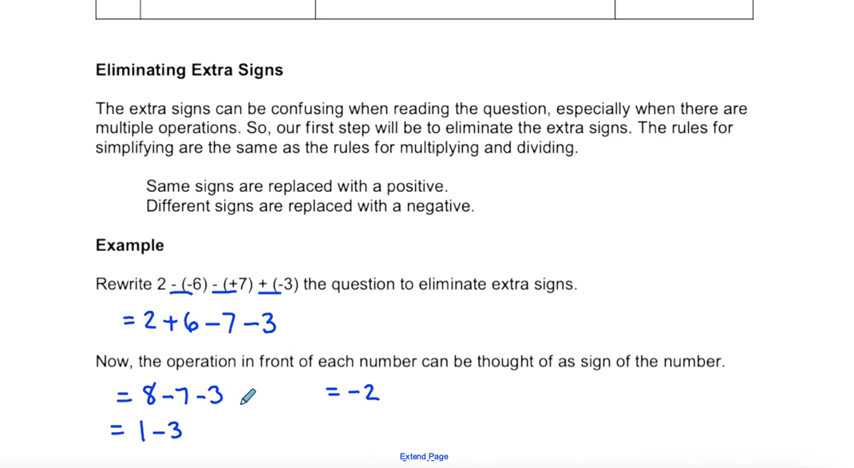 Eliminating Extra Signs
The extra signs can be confusing when reading the question, especially when there are
multiple operations. So, our first step will be to eliminate the extra signs. The rules for
simplifying are the same as the rules for multiplying and dividing.
Same signs are replaced with a positive.
Different signs are replaced with a negative.
Example
Rewrite 2 - (-6) - (+7) + (-3) the question to eliminate extra signs.
= 2 + 6 - 7 - 3
Now, the operation in front of each number can be thought of as sign of the number.
= 8 - 7 - 3 = -2
= 1 - 3
Extend Page